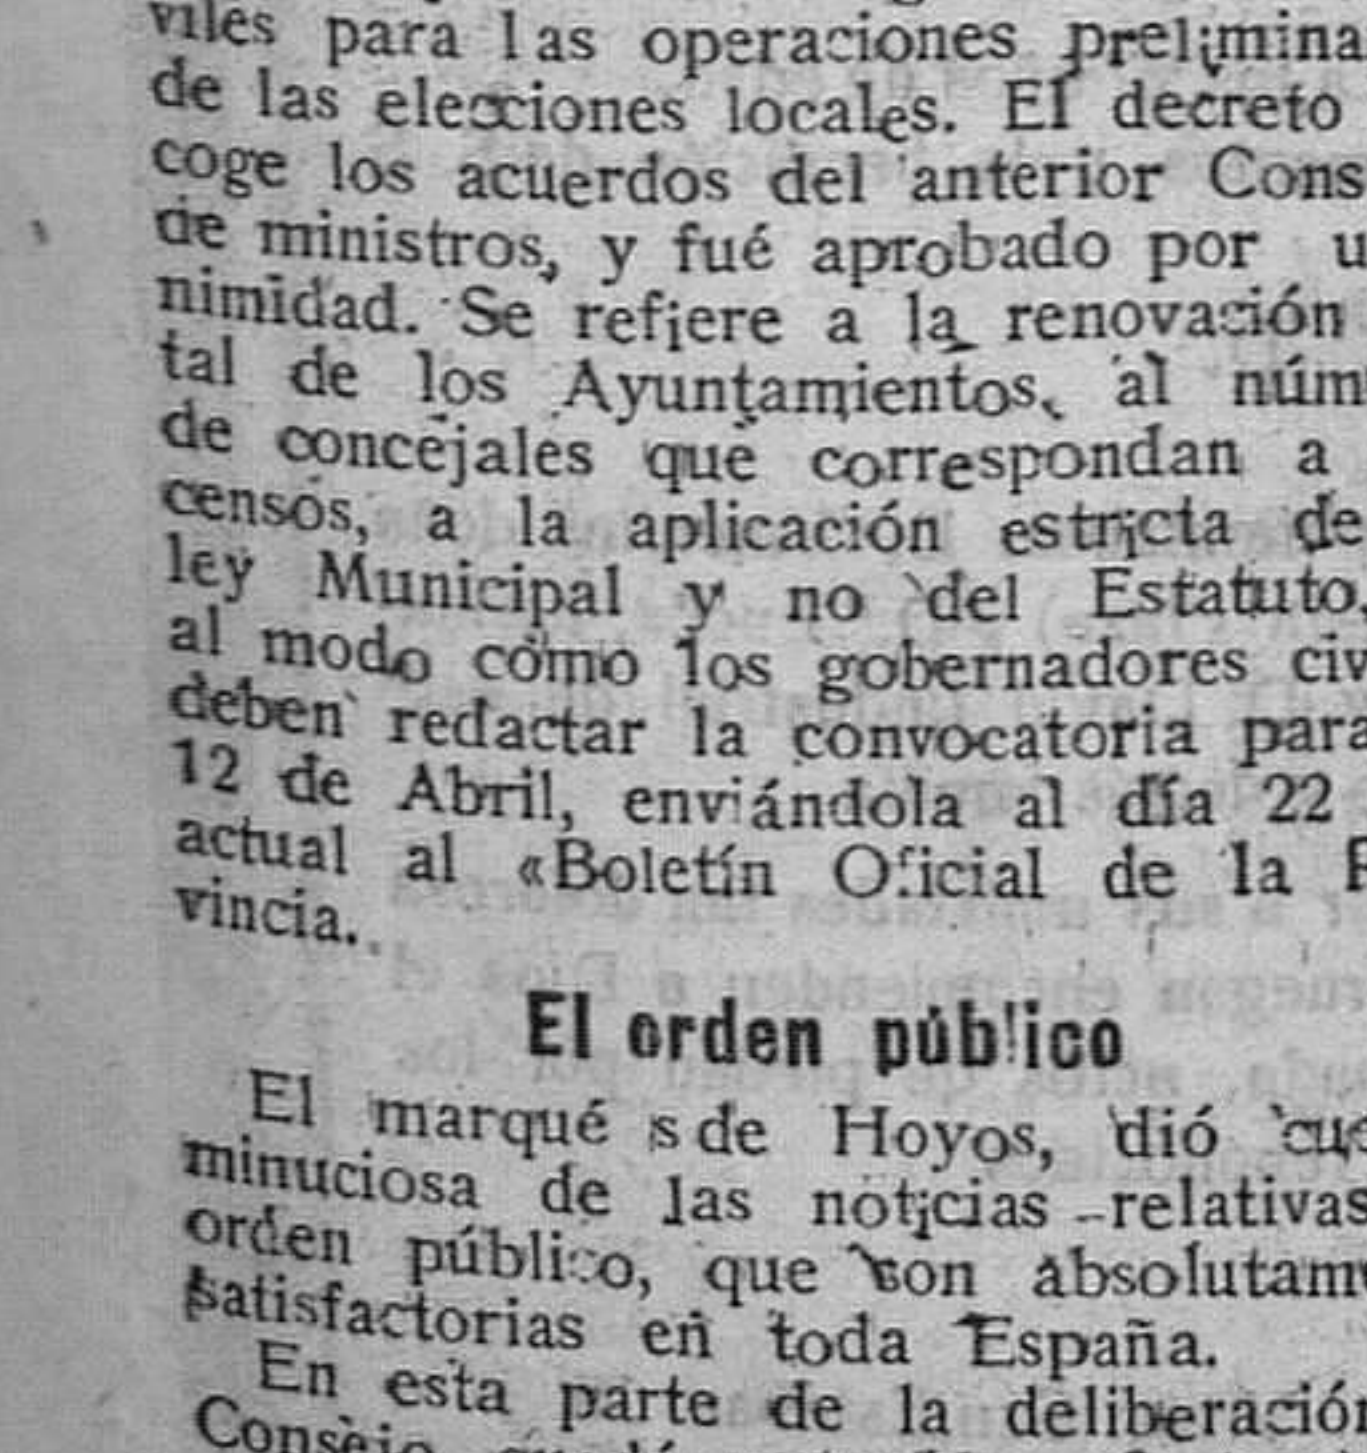 viles para las operaciones prelimina
de las elecciones locales. El decreto
coge los acuerdos del anterior Cons
de ministros, y fué aprobado por u
nimidad. Se refiere a la renovación
tal de los Ayuntamientos, al núm
de concejales que correspondan a
censos, a la aplicación estricta de
ley Municipal y no del Estatuto,
al modo como los gobernadores civ
deben redactar la convocatoria para
12 de Abril, enviándola al día 22
actual al «Boletín Oficial de la P
vincia.
El orden público
El marqué s de Hoyos, dió cue
minuciosa de las noticias relativas
orden público, que son absolutam
satisfactorias en toda España.
En esta parte de la deliberación
Consejo